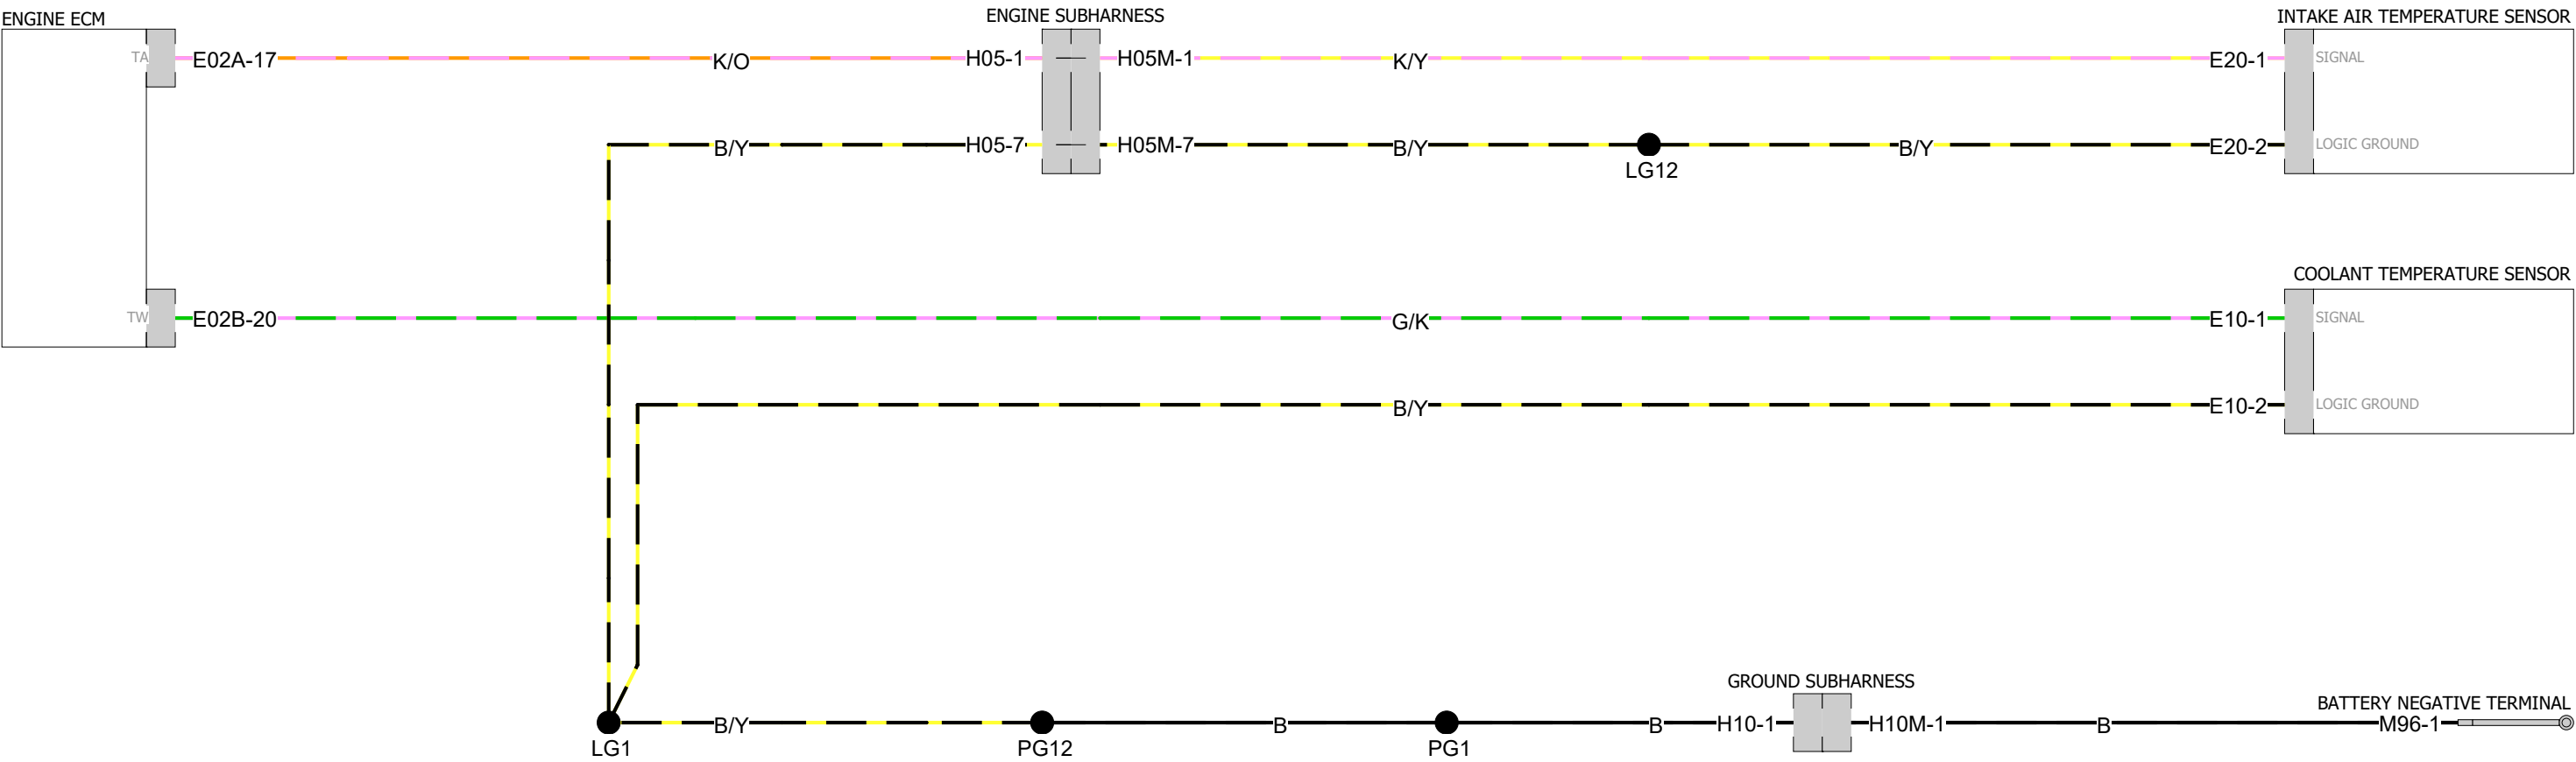 ENGINE ECM
ENGINE SUBHARNESS
INTAKE AIR TEMPERATURE SENSOR
TA E02A-17 K/O H05-1 H05M-1 K/Y E20-1 SIGNAL
B/Y H05-7 H05M-7 B/Y B/Y E20-2 LOGIC GROUND
LG12
COOLANT TEMPERATURE SENSOR
TW E02B-20 G/K E10-1 SIGNAL
B/Y E10-2 LOGIC GROUND
GROUND SUBHARNESS
BATTERY NEGATIVE TERMINAL
B/Y B B H10-1 H10M-1 B M96-1
LG1 PG12 PG1